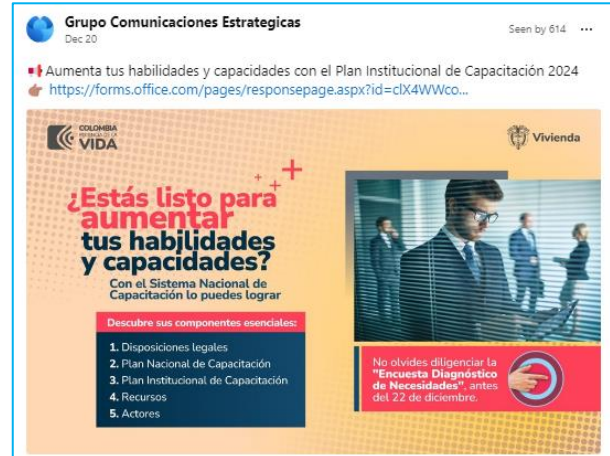 Grupo Comunicaciones Estrategicas
Dec 20
Seen by 614
Aumenta tus habilidades y capacidades con el Plan Institucional de Capacitación 2024
https://forms.office.com/pages/responsepage.aspx?id=clX4WWco...
COLOMBIA
POTENCIA DE LA
VIDA
Vivienda
¿Estás listo para
aumentar
tus habilidades
y capacidades?
Con el Sistema Nacional de
Capacitación lo puedes lograr
Descubre sus componentes esenciales:
1. Disposiciones legales
2. Plan Nacional de Capacitación
3. Plan Institucional de Capacitación
4. Recursos
5. Actores
No olvides diligenciar la
"Encuesta Diagnóstico
de Necesidades", antes
del 22 de diciembre.